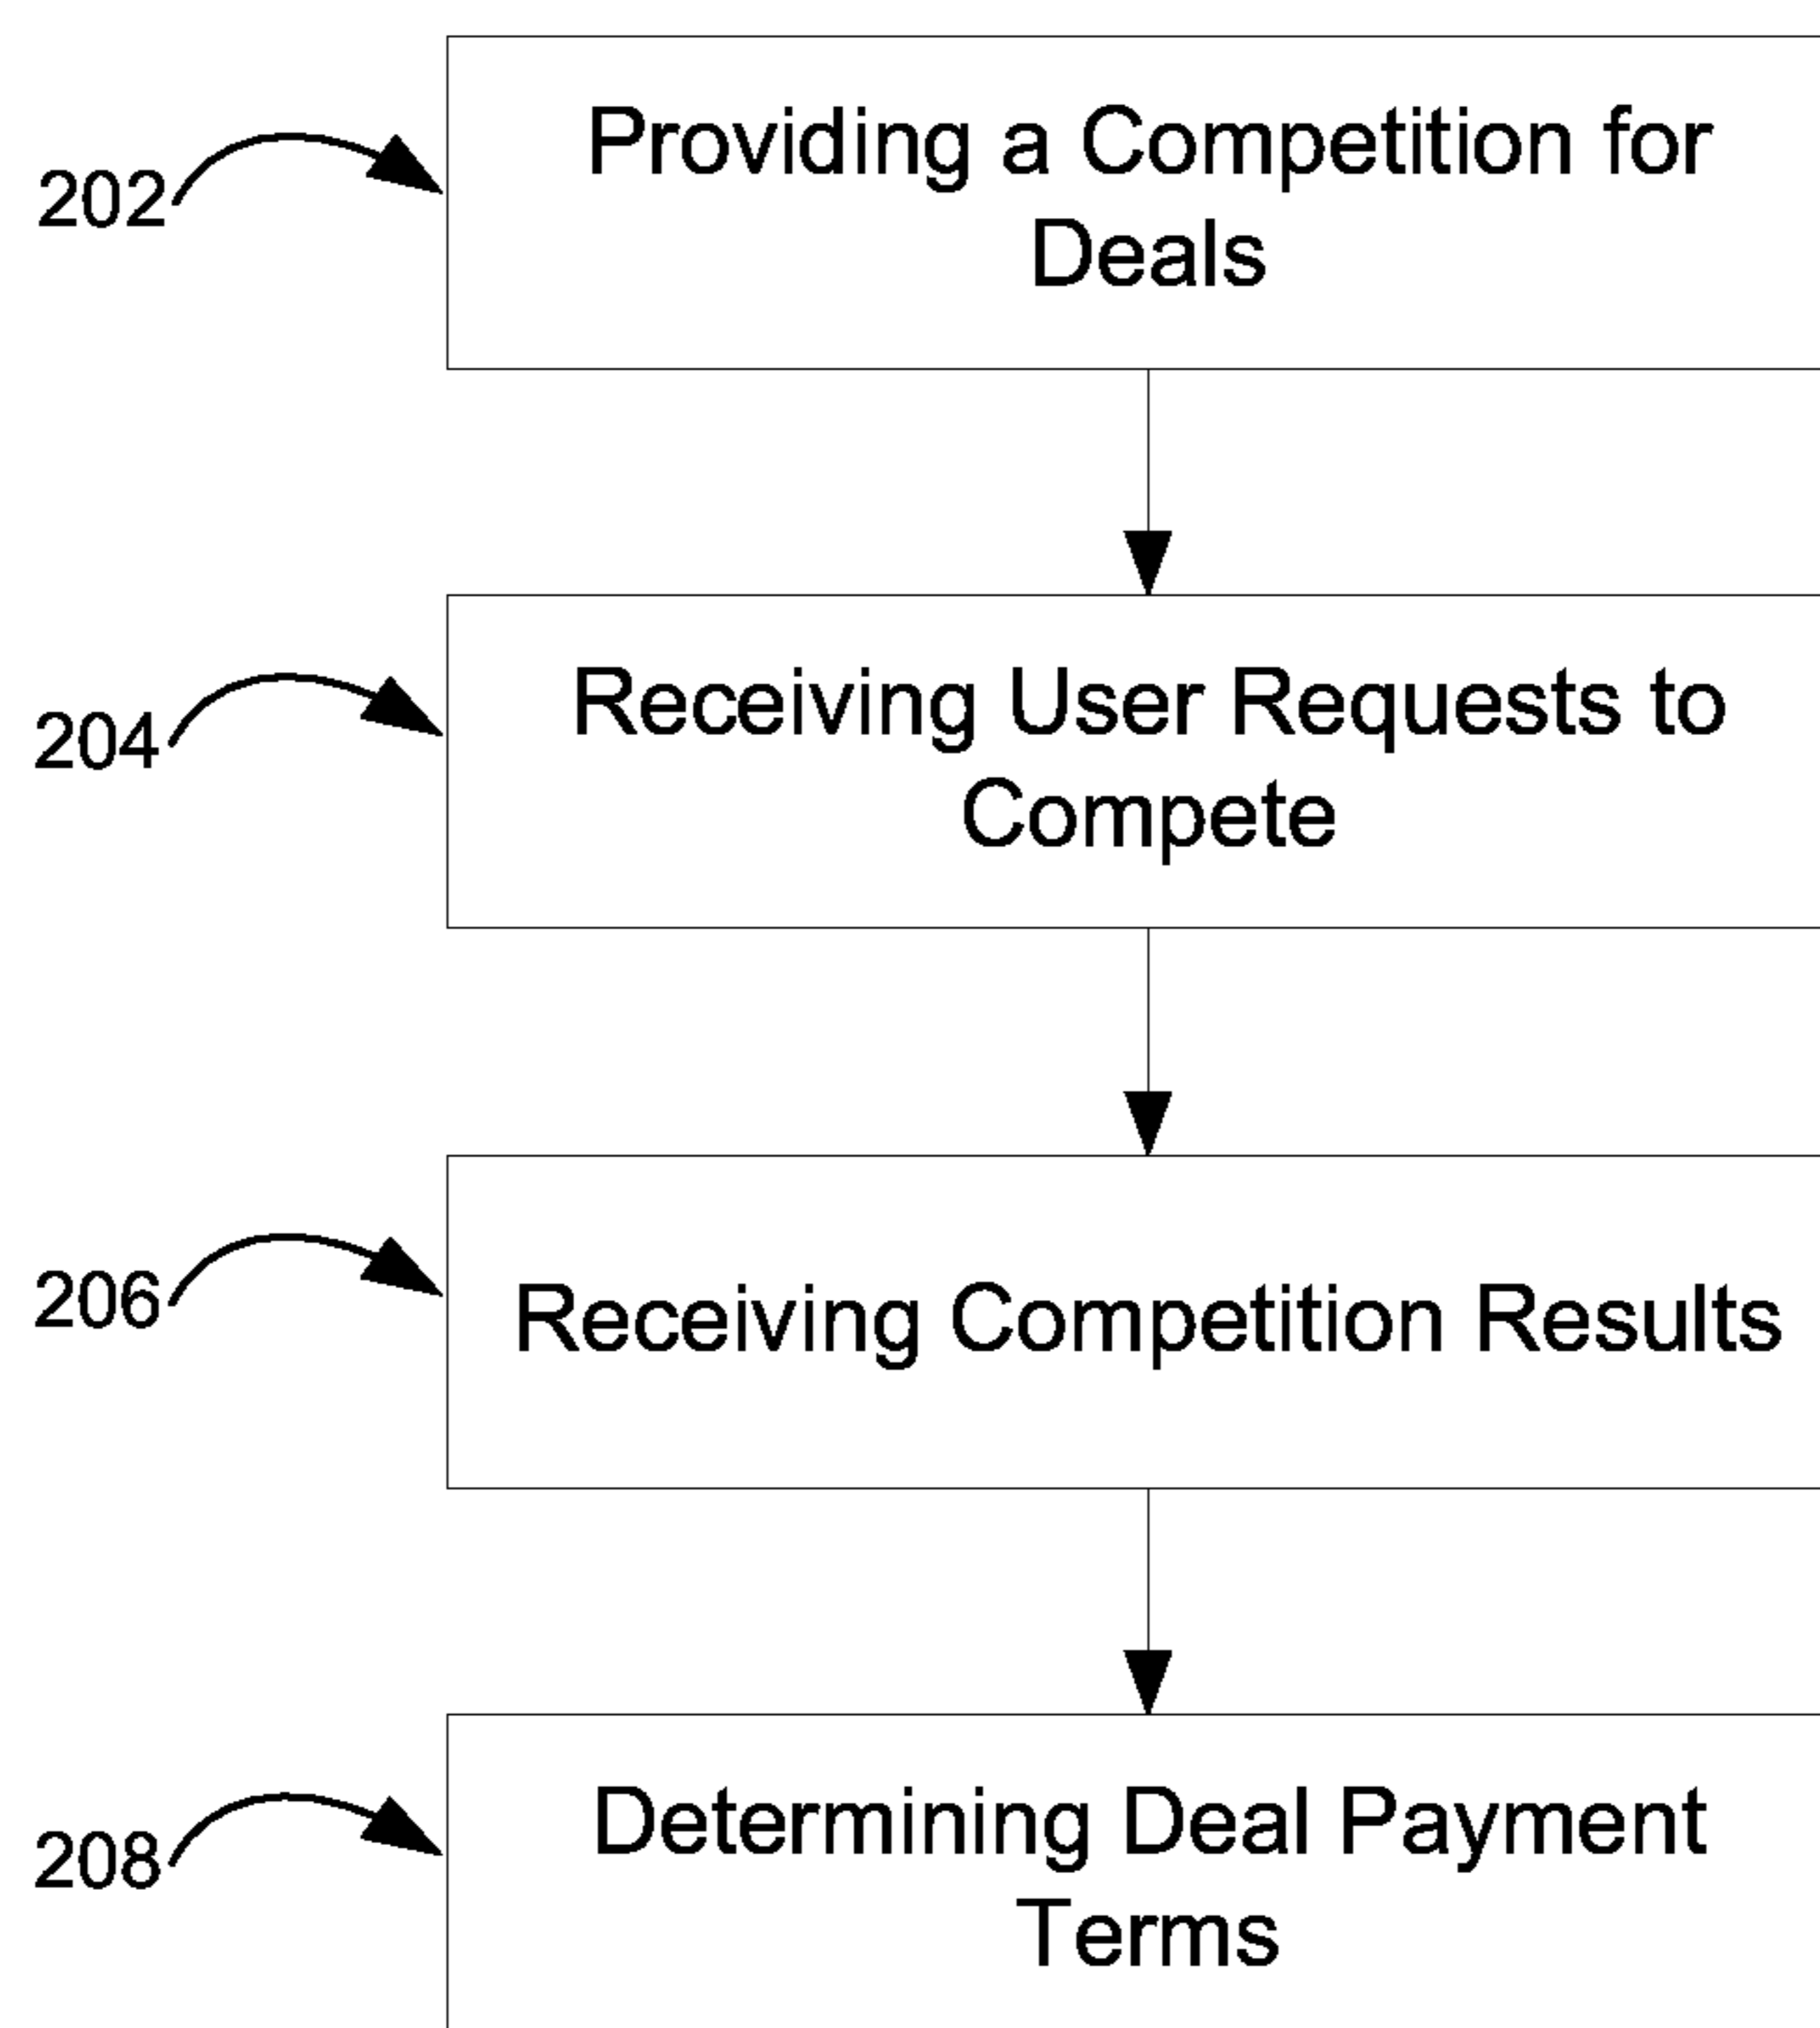 202
Providing a Competition for
Deals
204
Receiving User Requests to
Compete
206
Receiving Competition Results
208
Determining Deal Payment
Terms